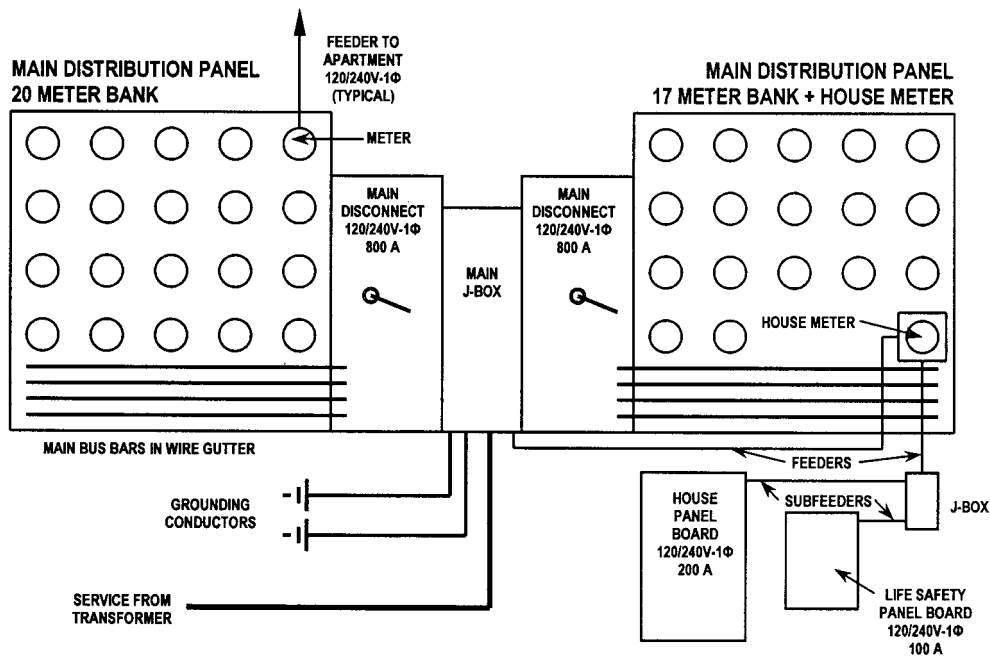 FEEDER TO
APARTMENT
120/240V-1Φ
(TYPICAL)
MAIN DISTRIBUTION PANEL
20 METER BANK
MAIN DISTRIBUTION PANEL
17 METER BANK + HOUSE METER
METER
MAIN
DISCONNECT
120/240V-1Φ
800 A
MAIN
J-BOX
MAIN
DISCONNECT
120/240V-1Φ
800 A
HOUSE METER
MAIN BUS BARS IN WIRE GUTTER
FEEDERS
GROUNDING
CONDUCTORS
HOUSE
PANEL
BOARD
120/240V-1Φ
200 A
SUBFEEDERS
J-BOX
SERVICE FROM
TRANSFORMER
LIFE SAFETY
PANEL BOARD
120/240V-1Φ
100 A